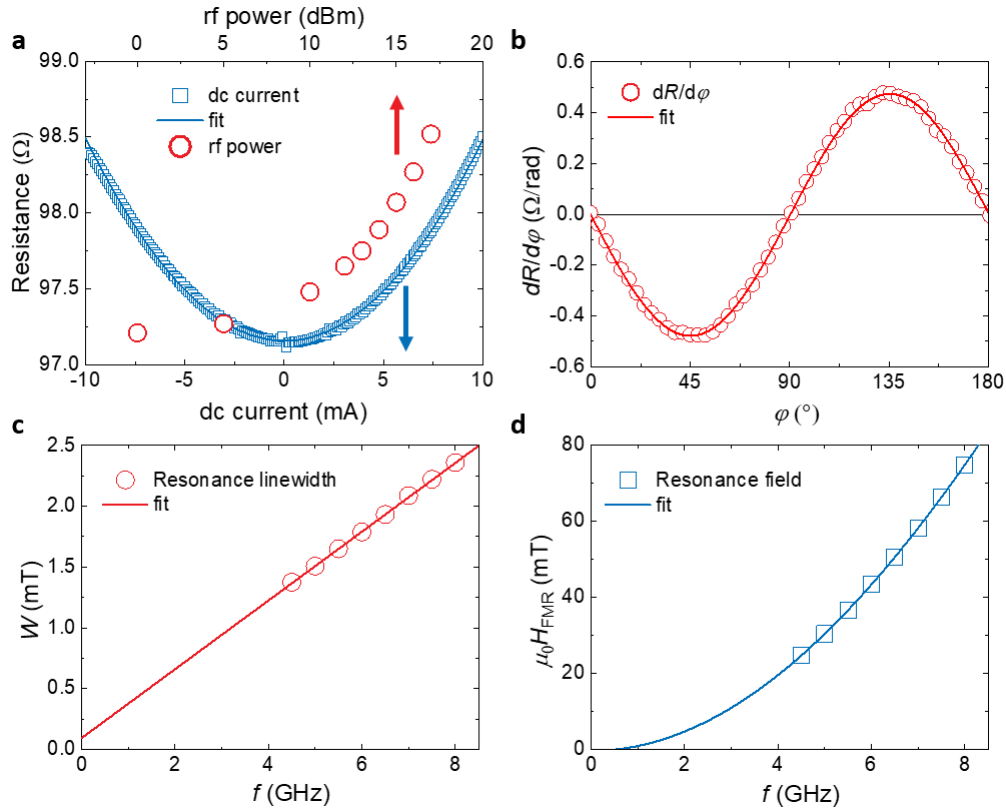 a
rf power (dBm)
0 5 10 15 20
99.0
98.5
98.0
97.5
97.0
Resistance (Ω)
dc current
fit
rf power
-10 -5 0 5 10
dc current (mA)
b
0.4
0.2
0.0
-0.2
-0.4
-0.6
dR/dφ (Ω/rad)
dR/dφ
fit
0 45 90 135 180
φ (°)
c
2.5
2.0
1.5
1.0
0.5
0.0
W (mT)
Resonance linewidth
fit
0 2 4 6 8
f (GHz)
d
80
60
40
20
0
μ₀H_FMR (mT)
Resonance field
fit
0 2 4 6 8
f (GHz)